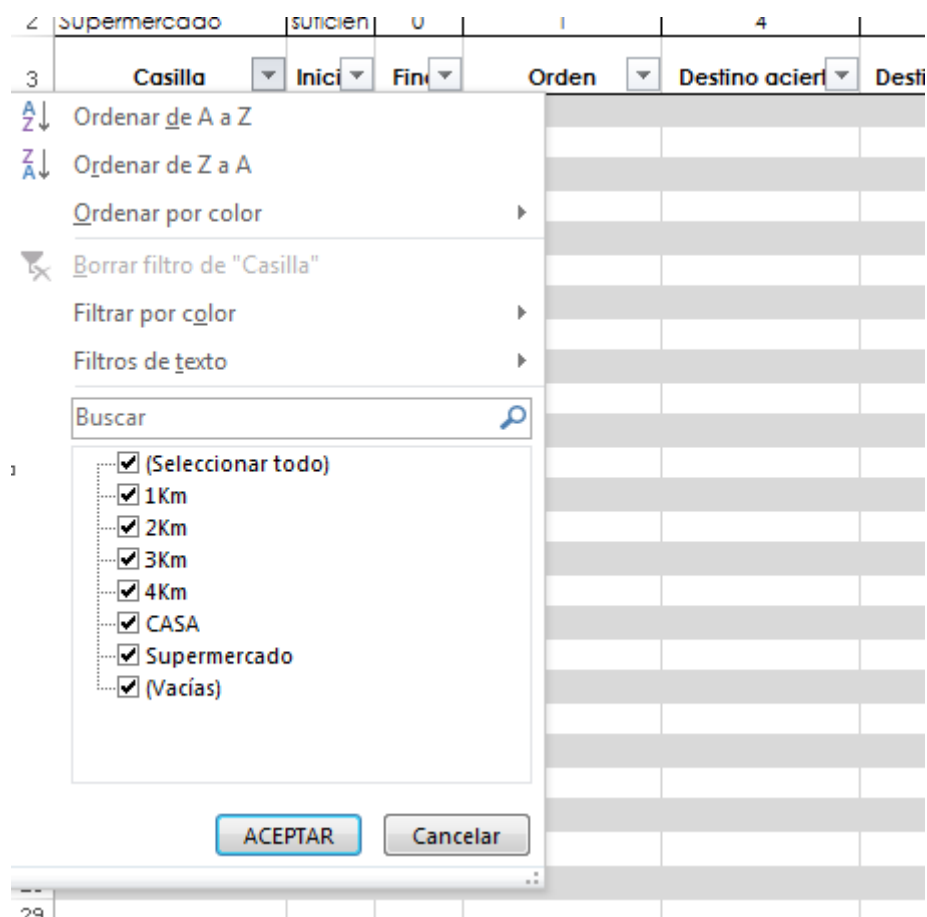 2 Supermercado suficien 0 1 4
3 Casilla Inici Fina Orden Destino aciert Desti
Ordenar de A a Z
Ordenar de Z a A
Ordenar por color
Borrar filtro de "Casilla"
Filtrar por color
Filtros de texto
Buscar
(Seleccionar todo)
1Km
2Km
3Km
4Km
CASA
Supermercado
(Vacías)
ACEPTAR Cancelar
29